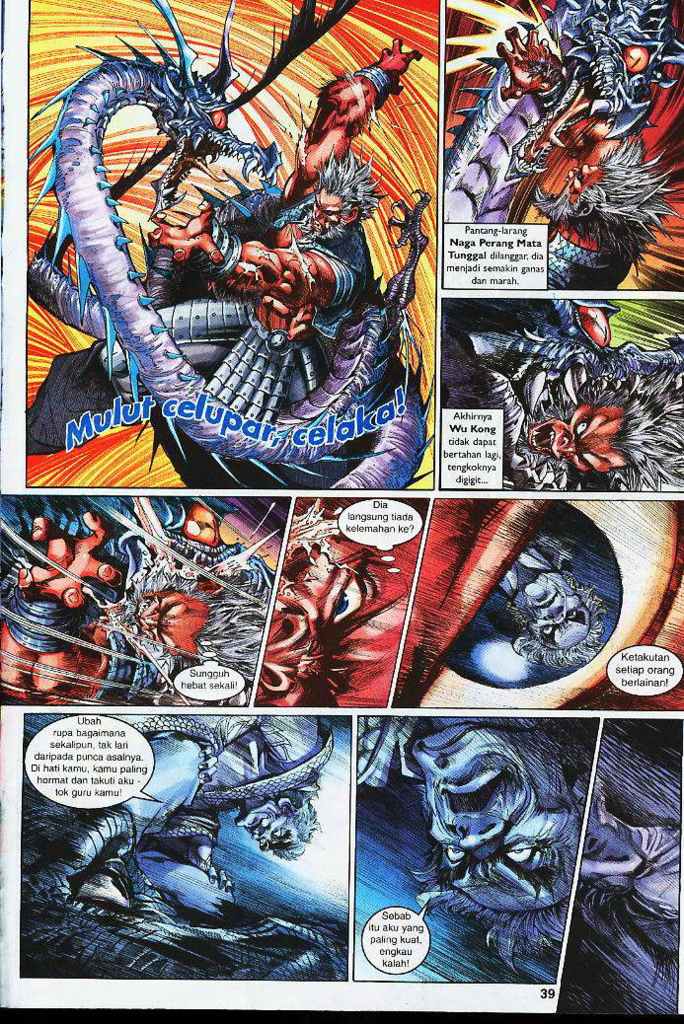 Mulut celupar, celaka!
Pantang-larang
Naga Perang Mata
Tunggal dilanggar, dia
menjadi semakin ganas
dan marah.
Akhirnya
Wu Kong
tidak dapat
bertahan lagi,
tengkoknya
digigit...
Sungguh
hebat sekali!
Dia
langsung tiada
kelemahan ke?
Ketakutan
setiap orang
berlainan!
Ubah
rupa bagaimana
sekalipun, tak lari
daripada punca asalnya.
Di hati kamu, kamu paling
hormat dan takuti aku -
tok guru kamu!
Sebab
itu aku yang
paling kuat,
engkau
kalah!
39